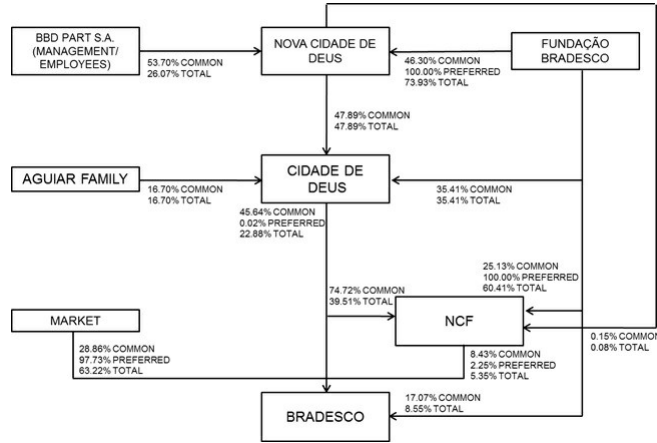 BBD PART S.A.
(MANAGEMENT/
EMPLOYEES)
NOVA CIDADE DE
DEUS
FUNDAÇÃO
BRADESCO
53.70% COMMON
26.07% TOTAL
46.30% COMMON
100.00% PREFERRED
73.93% TOTAL
47.89% COMMON
47.89% TOTAL
AGUIAR FAMILY
CIDADE DE
DEUS
16.70% COMMON
16.70% TOTAL
35.41% COMMON
35.41% TOTAL
45.64% COMMON
0.02% PREFERRED
22.88% TOTAL
25.13% COMMON
100.00% PREFERRED
60.41% TOTAL
74.72% COMMON
39.51% TOTAL
MARKET
NCF
0.15% COMMON
0.08% TOTAL
28.86% COMMON
97.73% PREFERRED
63.22% TOTAL
8.43% COMMON
2.25% PREFERRED
5.35% TOTAL
BRADESCO
17.07% COMMON
8.55% TOTAL